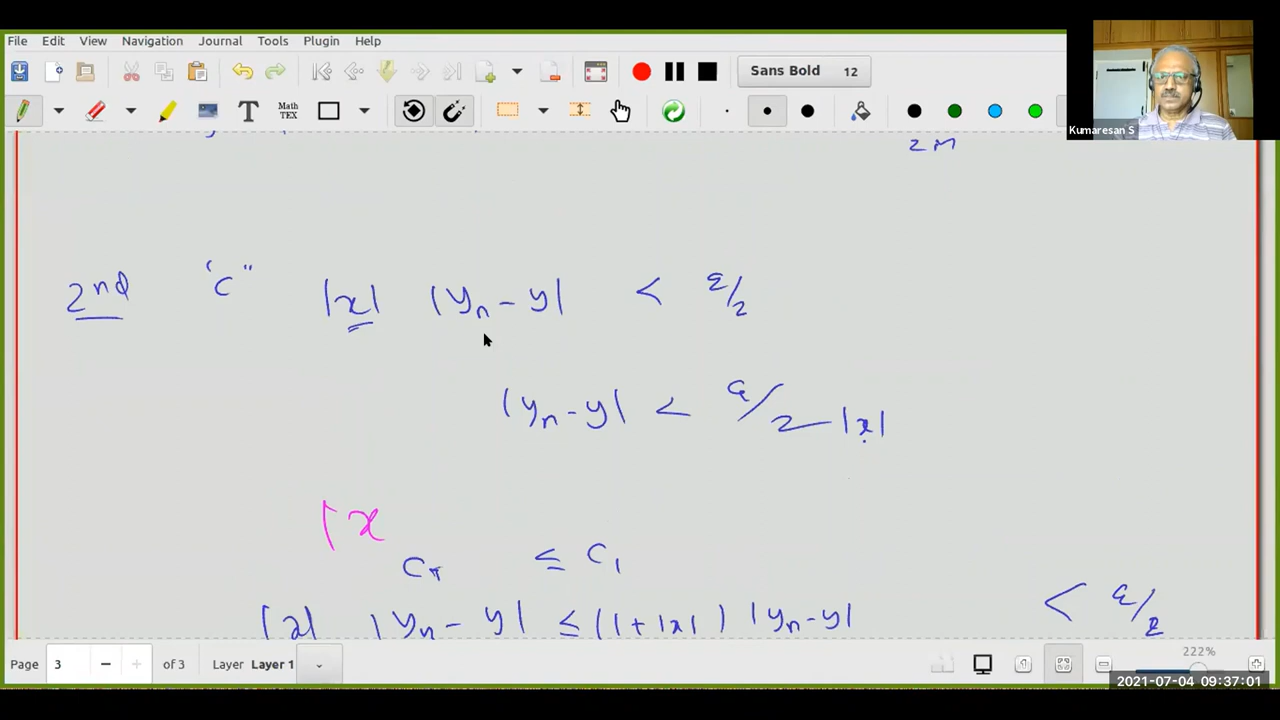 File Edit View Navigation Journal Tools Plugin Help
Sans Bold 12
Kumaresan S
2M
2nd "C" |x| |yn - y| < ε/2
|yn - y| < ε/2 |x|
|x
≤ C1
|x| |yn - y| ≤ (1 + |x|) |yn - y| < ε/2
222%
Page 3 of 3 Layer Layer 1
2021-07-04 09:37:01